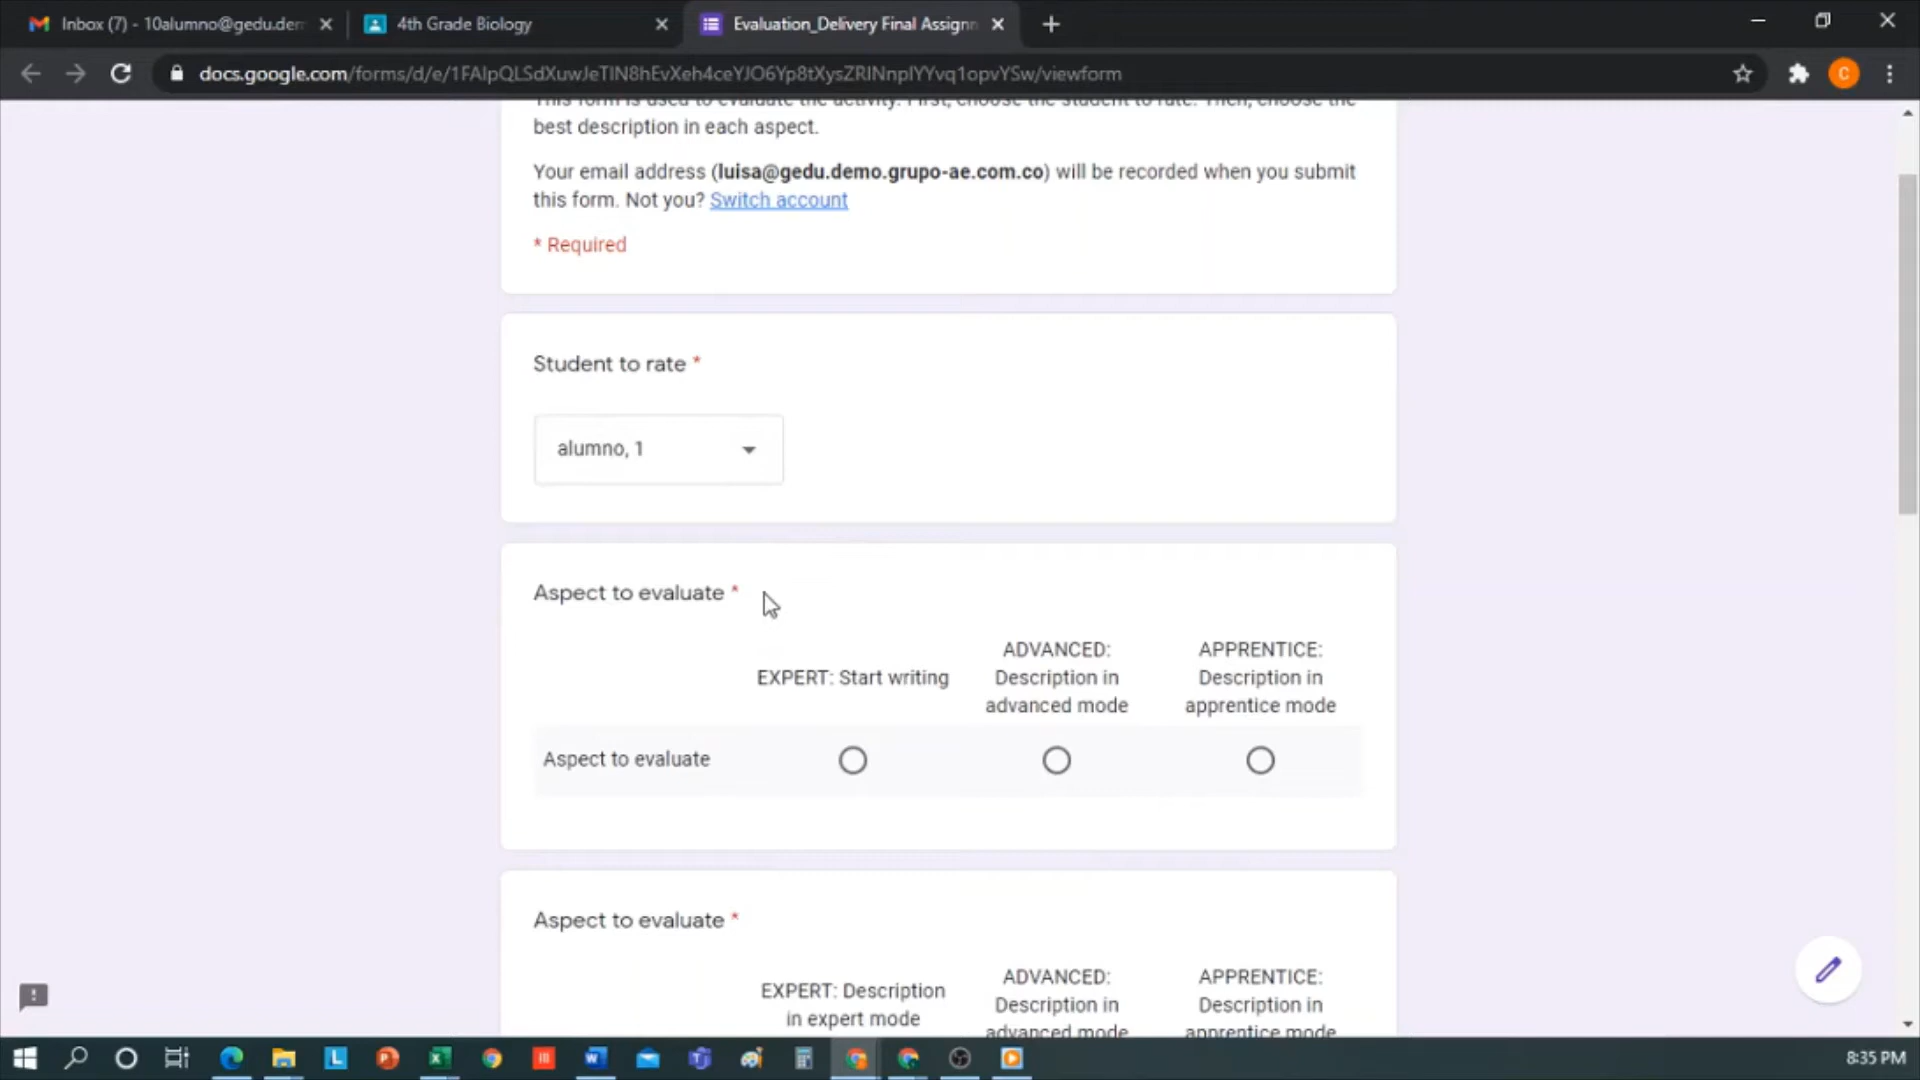 Inbox (7) - 10alumno@gedu.dem
4th Grade Biology
Evaluation_Delivery Final Assignm
docs.google.com/forms/d/e/1FAIpQLSdXuwJeTlN8hEvXeh4ceYJO6Yp8tXysZRlNnplYYvq1opvYSw/viewform
C
This form is used to evaluate the activity. First, choose the student to rate. Then, choose the
best description in each aspect.
Your email address (luisa@gedu.demo.grupo-ae.com.co) will be recorded when you submit
this form. Not you? Switch account
* Required
Student to rate *
alumno, 1
Aspect to evaluate *
EXPERT: Start writing
ADVANCED:
Description in
advanced mode
APPRENTICE:
Description in
apprentice mode
Aspect to evaluate
Aspect to evaluate *
EXPERT: Description
in expert mode
ADVANCED:
Description in
advanced mode
APPRENTICE:
Description in
apprentice mode
8:35 PM